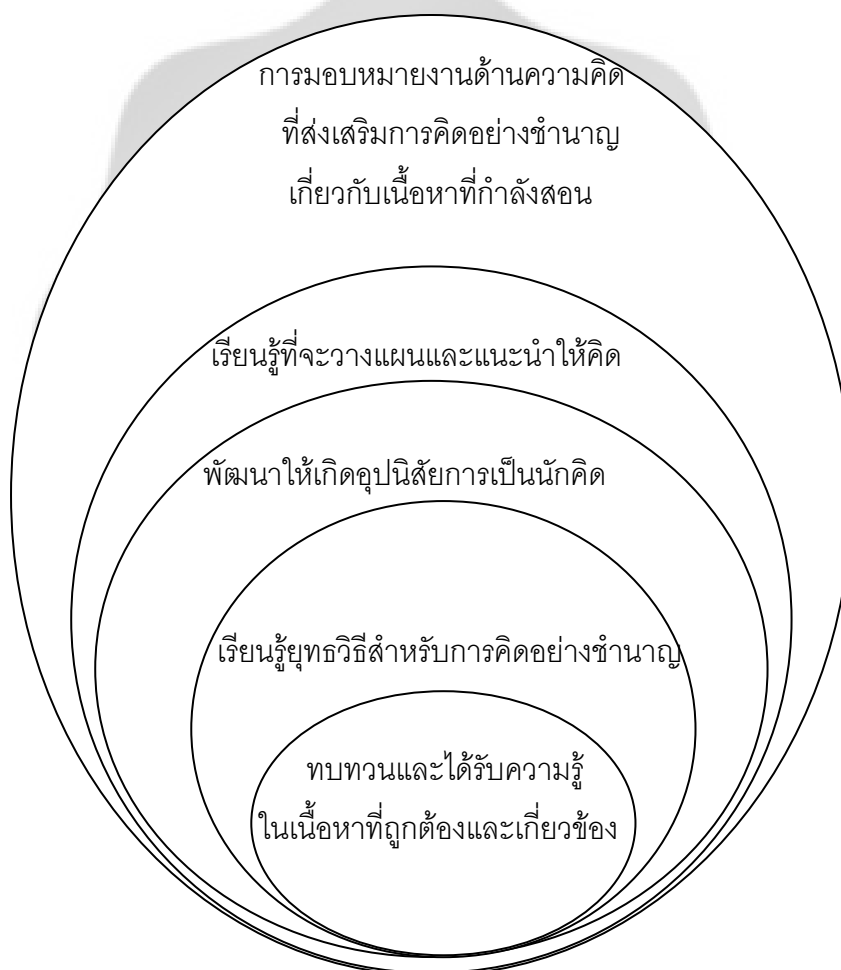 การมอบหมายงานด้านความคิด
ที่ส่งเสริมการคิดอย่างชำนาญ
เกี่ยวกับเนื้อหาที่กำลังสอน
เรียนรู้ที่จะวางแผนและแนะนำให้คิด
พัฒนาให้เกิดอุปนิสัยการเป็นนักคิด
เรียนรู้ยุทธวิธีสำหรับการคิดอย่างชำนาญ
ทบทวนและได้รับความรู้
ในเนื้อหาที่ถูกต้องและเกี่ยวข้อง